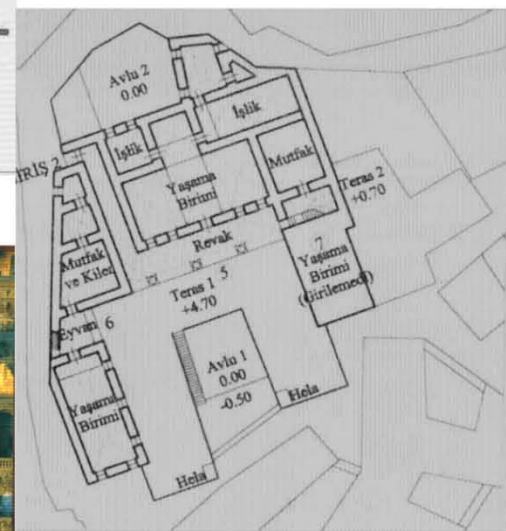 Avlu 2
0.00
İşlik
İşlik
Mutfak
RİŞ 2
Yaşama
Birimi
Teras 2
+0.70
Revak
Mutfak
ve Kiler
7
Yaşama
Birimi
(Girilemedi)
5
Teras 1
+4.70
Eyvan 6
Avlu 1
0.00
-0.50
Yaşama
Birimi
Hela
Hela